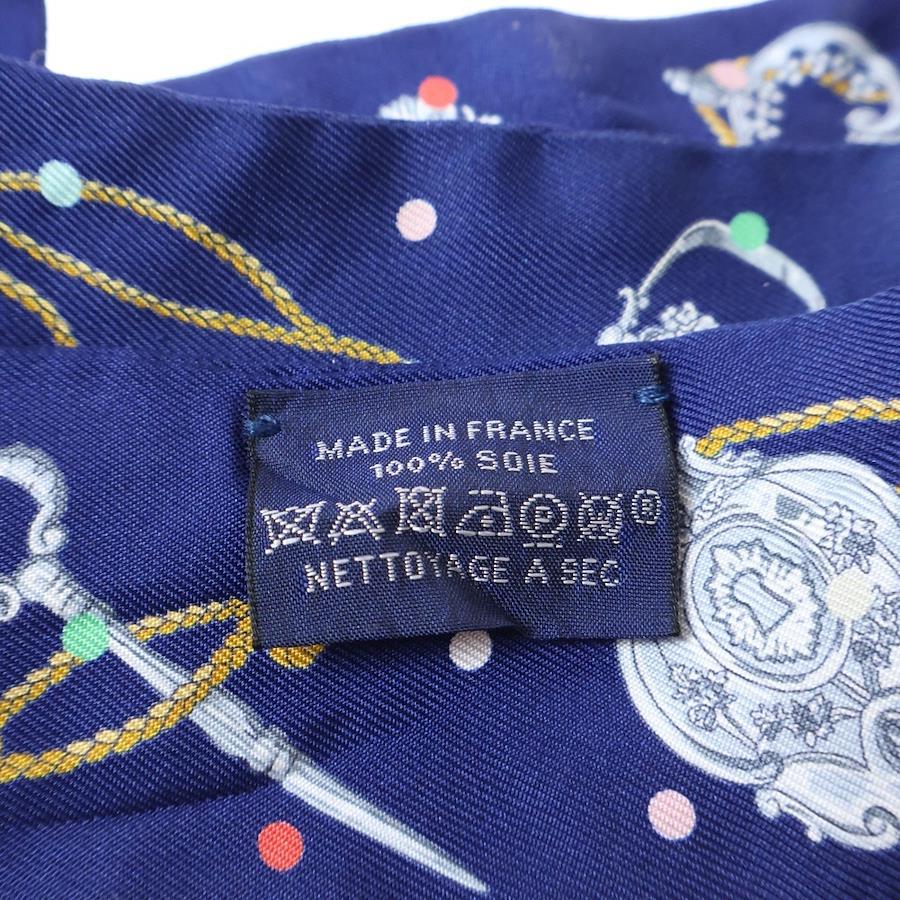 MADE IN FRANCE
100% SOIE
P ®
NETTOYAGE A SEC